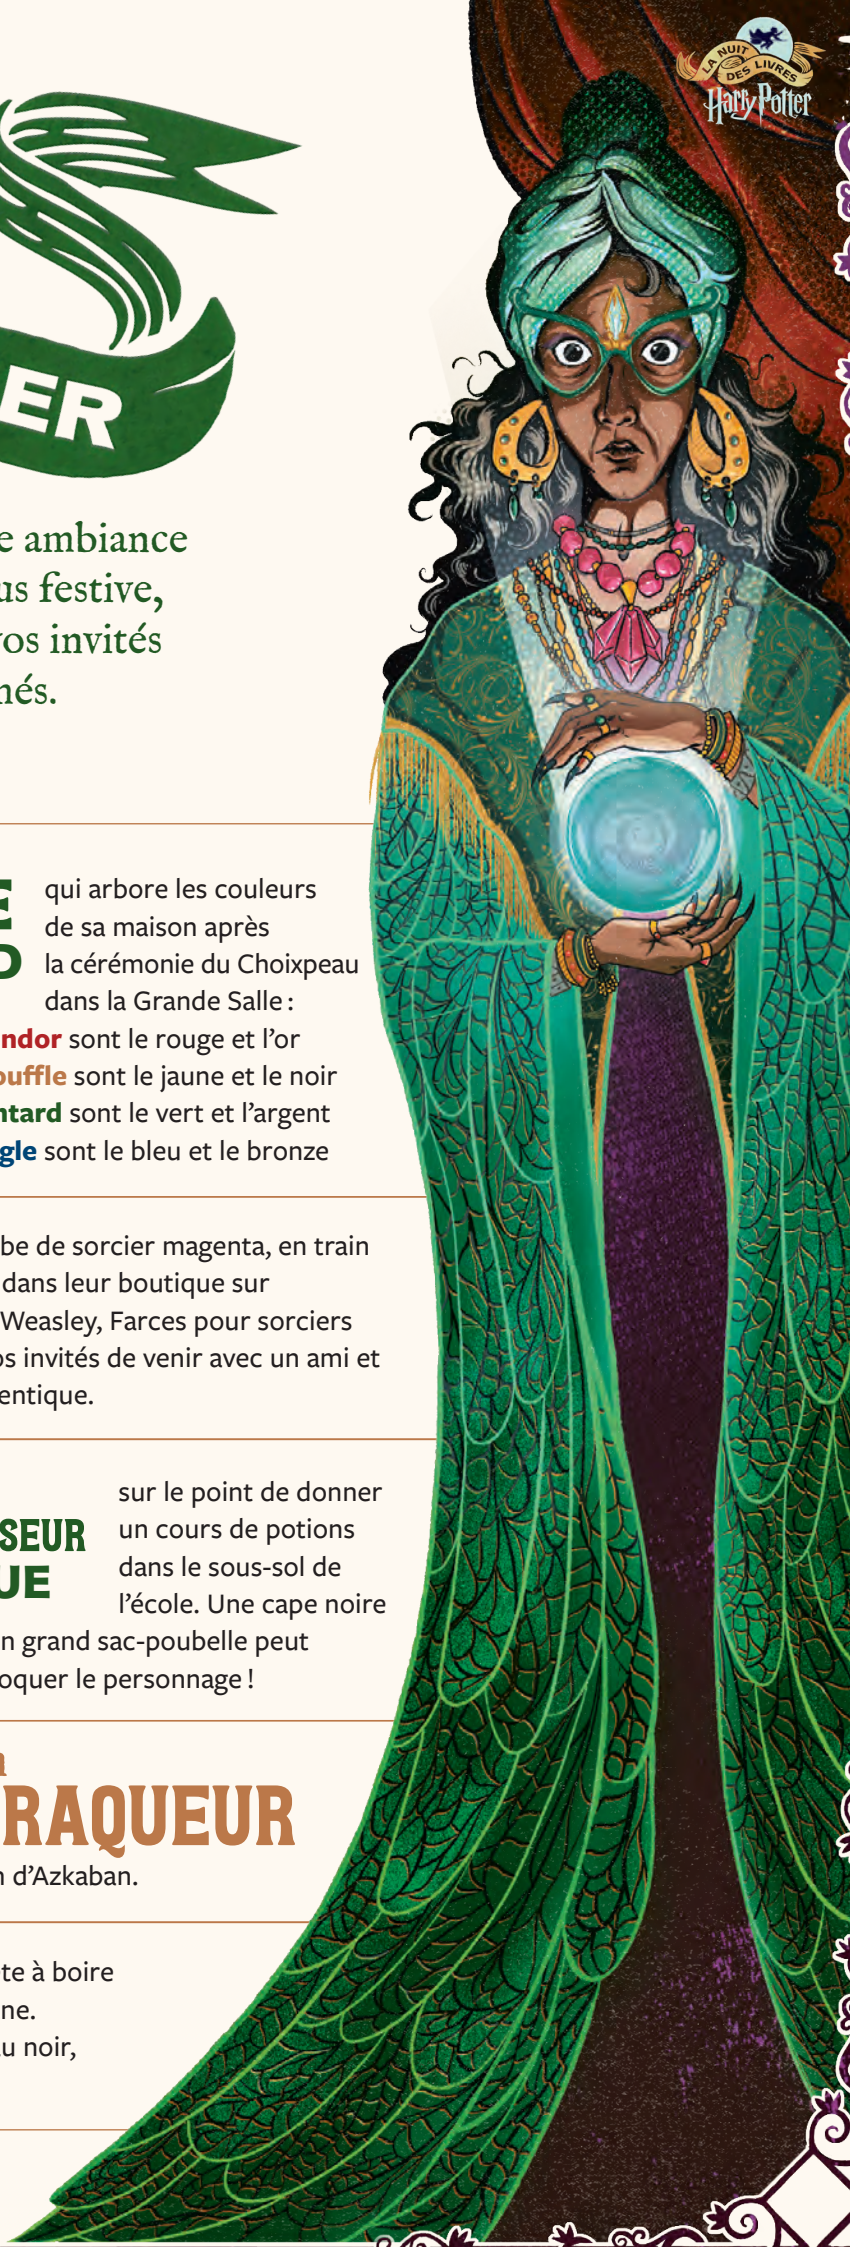 LA NUIT
DES LIVRES
Harry Potter
ER
e ambiance
us festive,
vos invités
nés.
E
D
qui arbore les couleurs
de sa maison après
la cérémonie du Choixpeau
dans la Grande Salle :
ndor sont le rouge et l’or
ouffle sont le jaune et le noir
ntard sont le vert et l’argent
gle sont le bleu et le bronze
be de sorcier magenta, en train
dans leur boutique sur
Weasley, Farces pour sorciers
os invités de venir avec un ami et
entique.
SEUR
UE
sur le point de donner
un cours de potions
dans le sous-sol de
l’école. Une cape noire
n grand sac-poubelle peut
oquer le personnage !
n
RAQUEUR
n d’Azkaban.
te à boire
ne.
u noir,